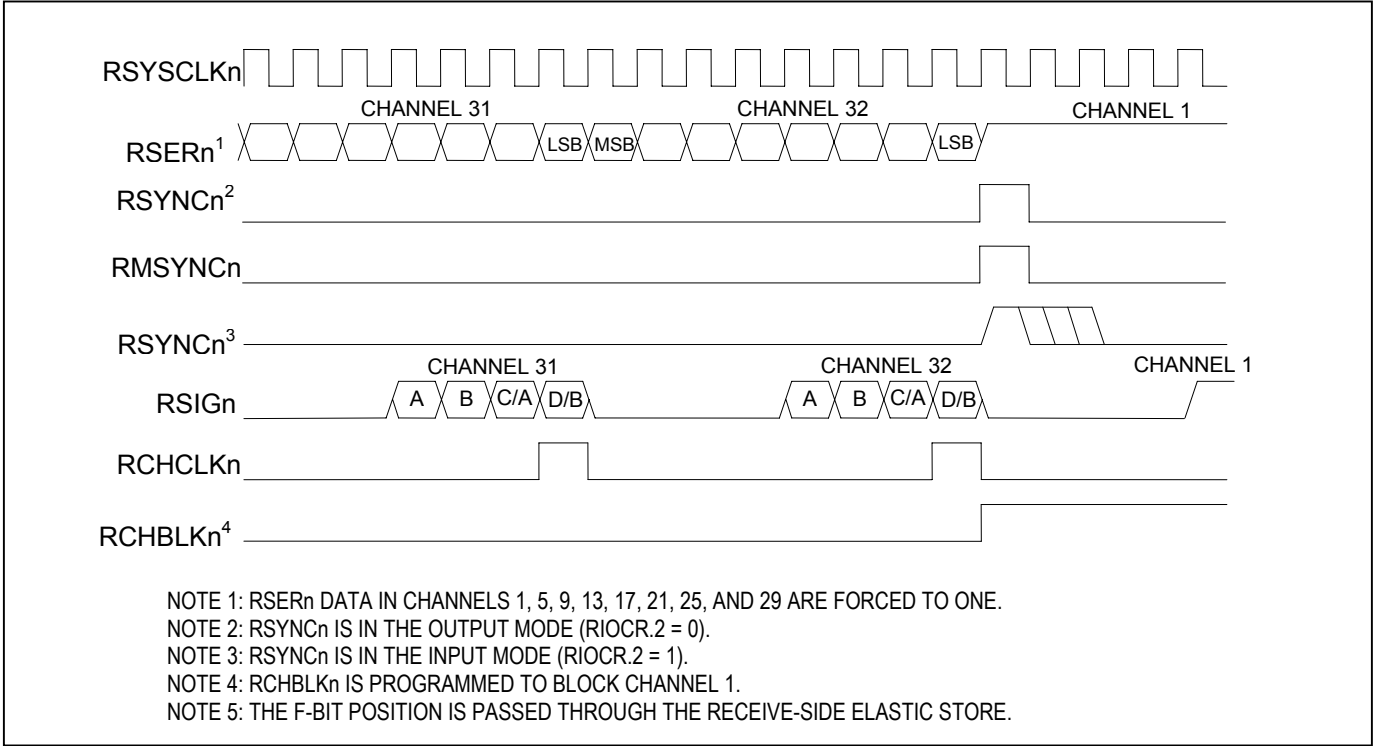 RSYSCLKn
CHANNEL 31 CHANNEL 32 CHANNEL 1
RSERn1 LSB MSB LSB
RSYNCn2
RMSYNCn
RSYNCn3
CHANNEL 31 CHANNEL 32 CHANNEL 1
RSIGn A B C/A D/B A B C/A D/B
RCHCLKn
RCHBLKn4
NOTE 1: RSERn DATA IN CHANNELS 1, 5, 9, 13, 17, 21, 25, AND 29 ARE FORCED TO ONE.
NOTE 2: RSYNCn IS IN THE OUTPUT MODE (RIOCR.2 = 0).
NOTE 3: RSYNCn IS IN THE INPUT MODE (RIOCR.2 = 1).
NOTE 4: RCHBLKn IS PROGRAMMED TO BLOCK CHANNEL 1.
NOTE 5: THE F-BIT POSITION IS PASSED THROUGH THE RECEIVE-SIDE ELASTIC STORE.